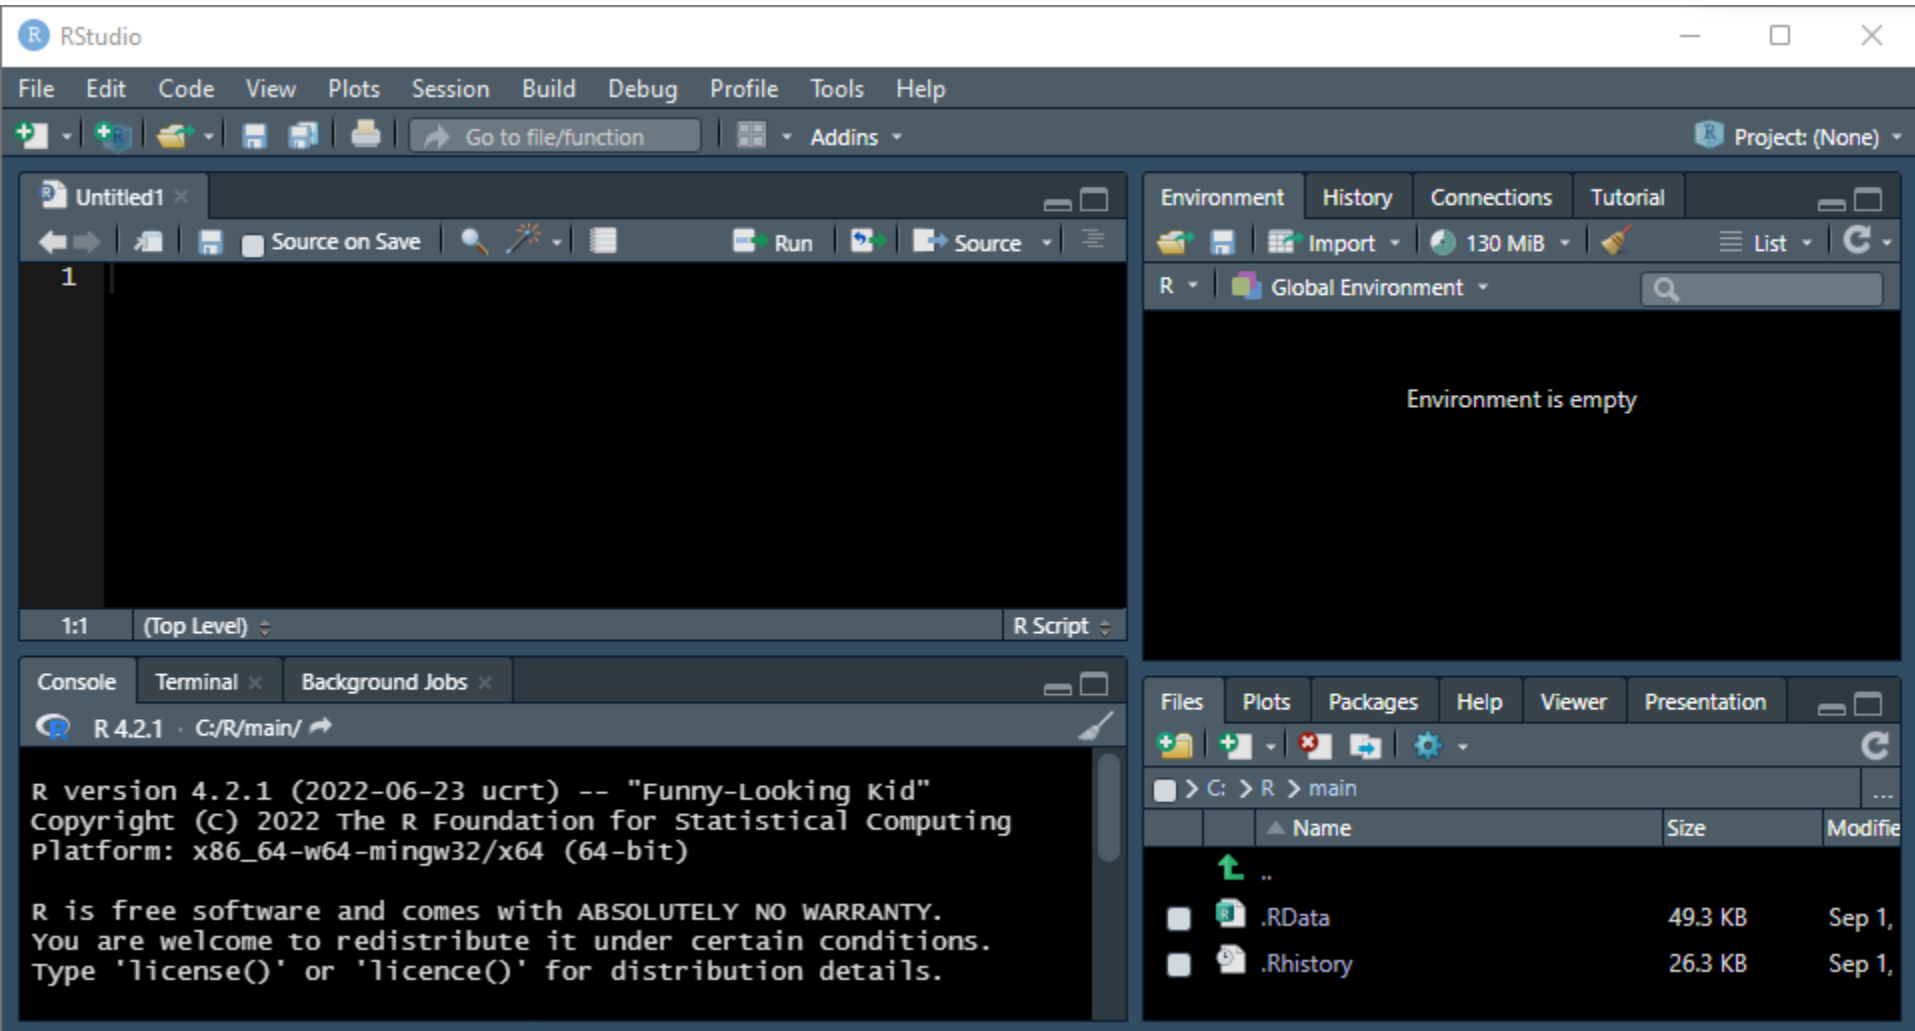 RStudio
File Edit Code View Plots Session Build Debug Profile Tools Help
Go to file/function Addins Project: (None)
Untitled1
Source on Save Run Source
1
1:1 (Top Level) R Script
Console Terminal Background Jobs
R 4.2.1 · C:/R/main/
R version 4.2.1 (2022-06-23 ucrt) -- "Funny-Looking Kid"
Copyright (C) 2022 The R Foundation for Statistical Computing
Platform: x86_64-w64-mingw32/x64 (64-bit)
R is free software and comes with ABSOLUTELY NO WARRANTY.
You are welcome to redistribute it under certain conditions.
Type 'license()' or 'licence()' for distribution details.
Environment History Connections Tutorial
Import 130 MiB List
R Global Environment
Environment is empty
Files Plots Packages Help Viewer Presentation
C: R main ...
Name Size Modifie
..
.RData 49.3 KB Sep 1,
.Rhistory 26.3 KB Sep 1,